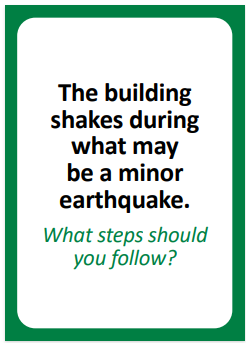 The building
shakes during
what may
be a minor
earthquake.
What steps should
you follow?